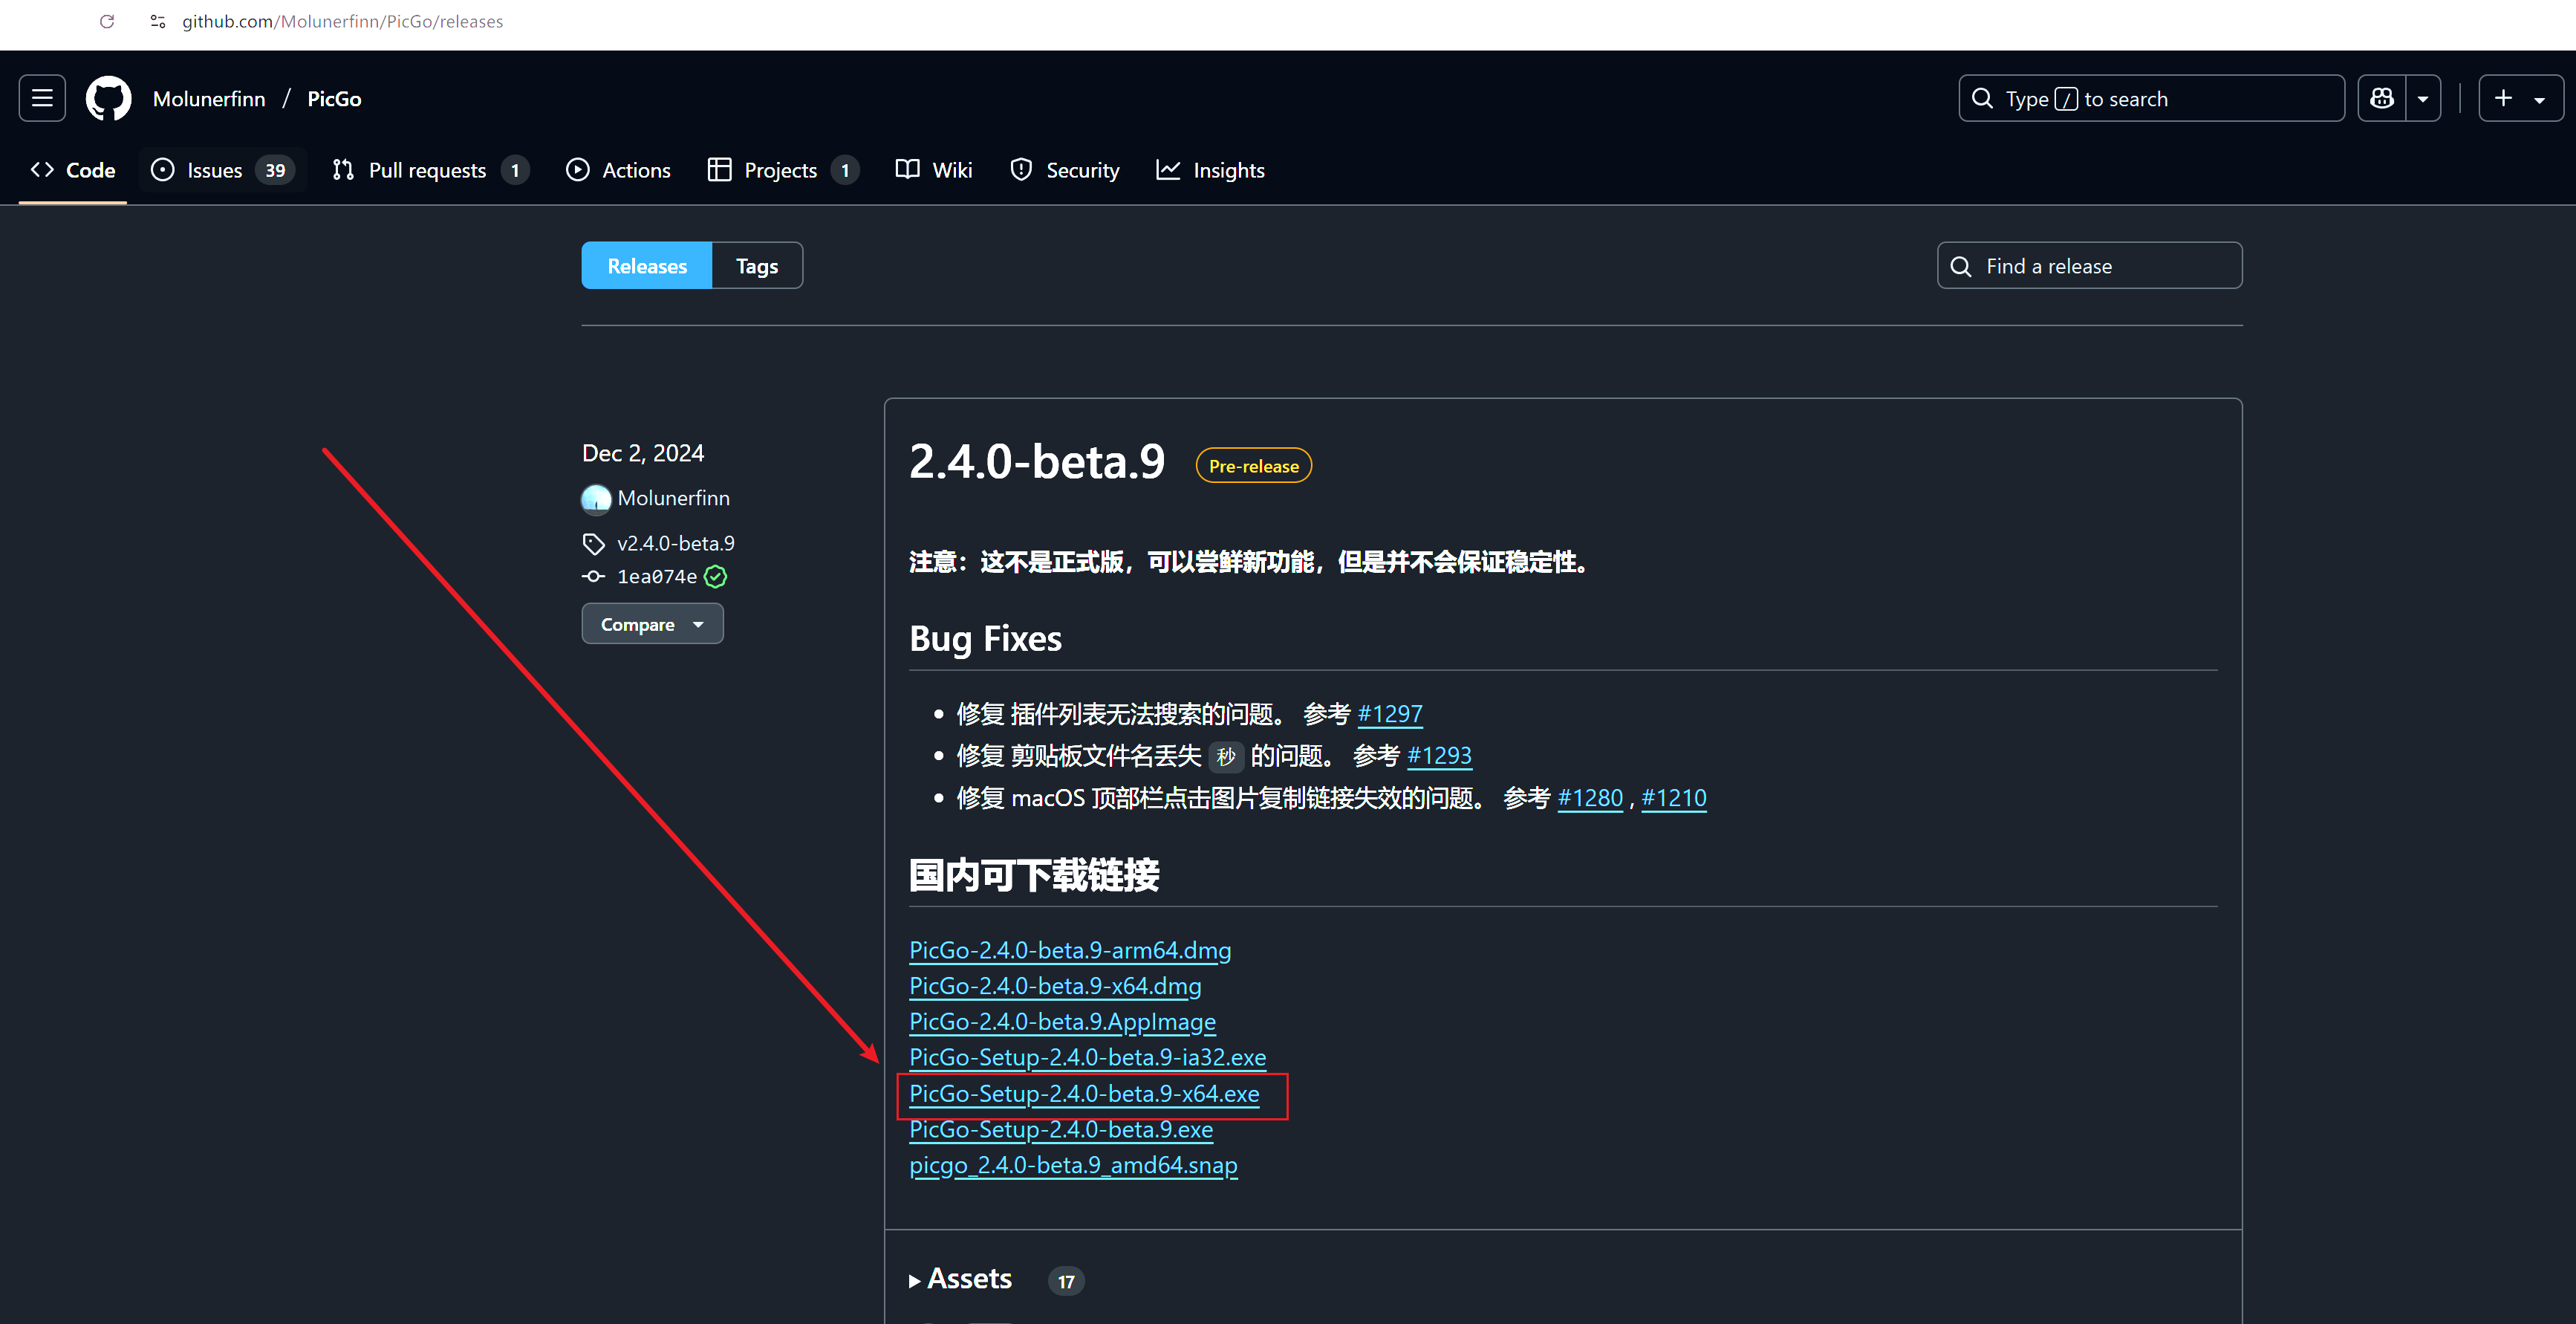 github.com/Molunerfinn/PicGo/releases
Molunerfinn / PicGo
Type / to search
Code
Issues 39
Pull requests 1
Actions
Projects 1
Wiki
Security
Insights
Releases
Tags
Find a release
Dec 2, 2024
Molunerfinn
v2.4.0-beta.9
1ea074e
Compare
2.4.0-beta.9 Pre-release
注意：这不是正式版，可以尝鲜新功能，但是并不会保证稳定性。
Bug Fixes
修复 插件列表无法搜索的问题。 参考 #1297
修复 剪贴板文件名丢失 秒 的问题。 参考 #1293
修复 macOS 顶部栏点击图片复制链接失效的问题。 参考 #1280 , #1210
国内可下载链接
PicGo-2.4.0-beta.9-arm64.dmg
PicGo-2.4.0-beta.9-x64.dmg
PicGo-2.4.0-beta.9.AppImage
PicGo-Setup-2.4.0-beta.9-ia32.exe
PicGo-Setup-2.4.0-beta.9-x64.exe
PicGo-Setup-2.4.0-beta.9.exe
picgo_2.4.0-beta.9_amd64.snap
Assets 17